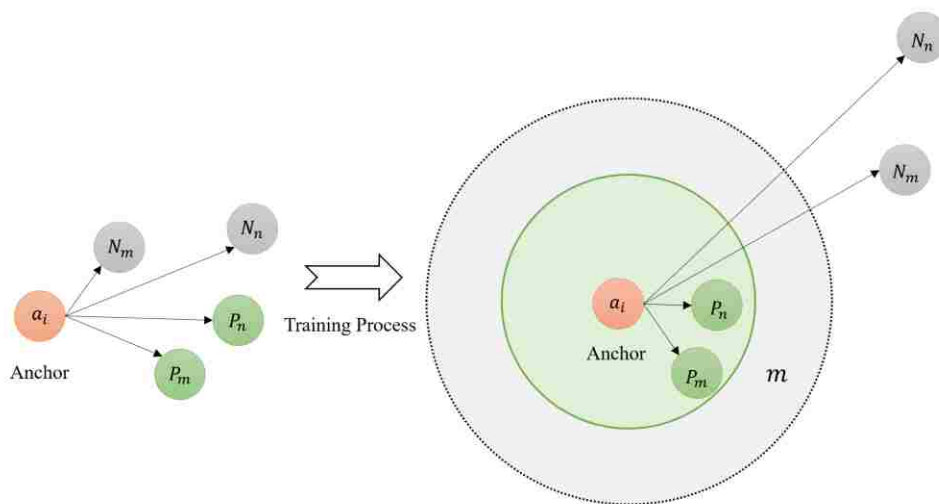 N_n
N_m
N_n
N_m
a_i
P_n
a_i
P_n
Training Process
Anchor
Anchor
P_m
P_m
m